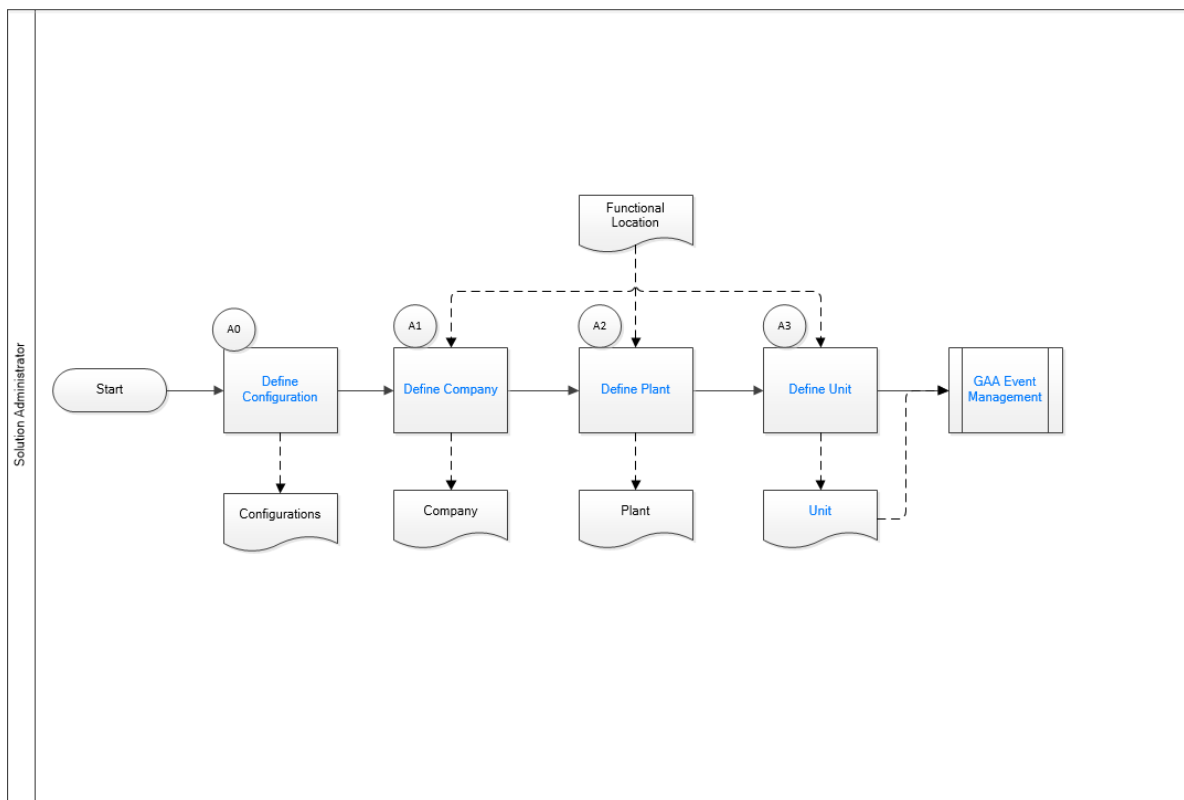 Solution Administrator
Functional
Location
A0
A1
A2
A3
Start
Define
Configuration
Define Company
Define Plant
Define Unit
GAA Event
Management
Configurations
Company
Plant
Unit